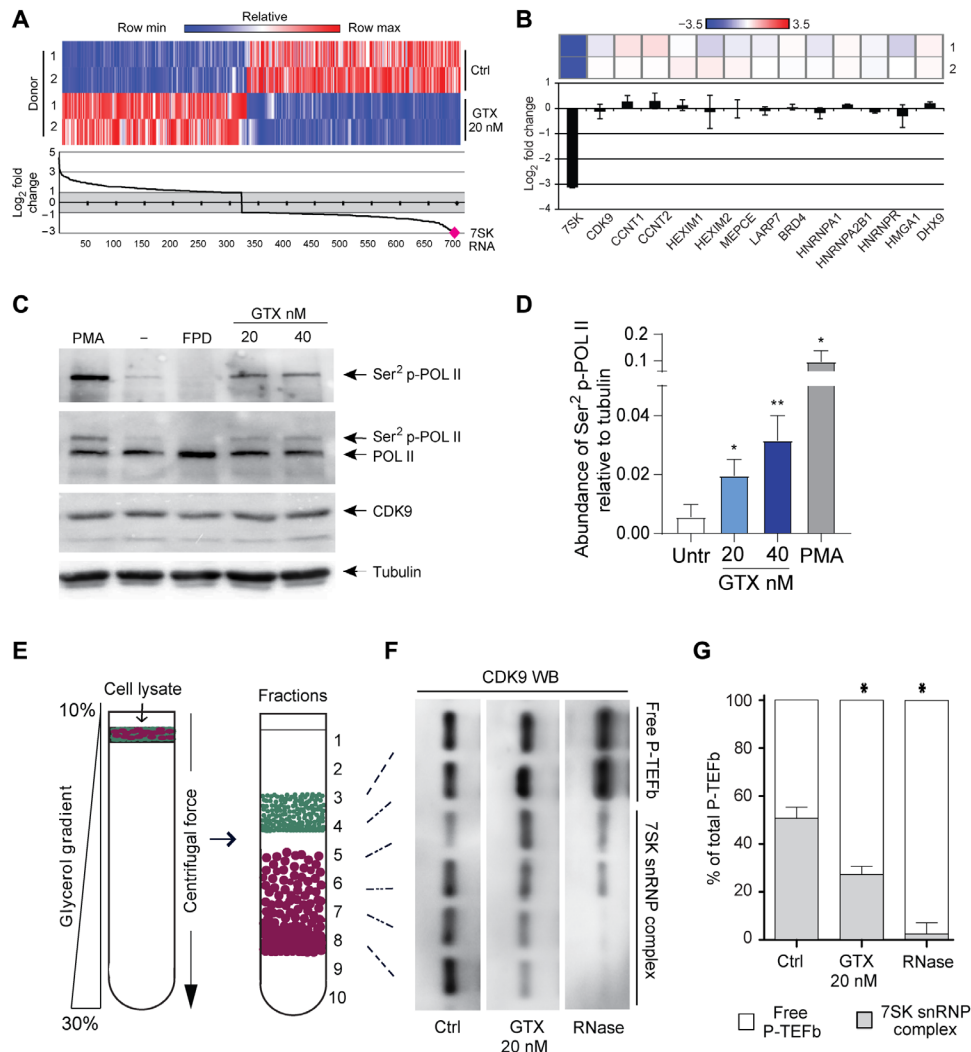 A
Row min
Relative
Row max
Donor
1
2
1
2
Ctrl
GTX
20 nM
Log2 fold
change
5
3
1
0
−1
−3
50 100 150 200 250 300 350 400 450 500 550 600 650 700
7SK
RNA
B
−3.5 3.5
1
2
Log2 fold change
1
0
−1
−2
−3
−4
7SK CDK9 CCNT1 CCNT2 HEXIM1 HEXIM2 MEPCE LARP7 BRD4 HNRNPA1 HNRNPA2B1 HNRNPR HMGA1 DHX9
C
GTX nM
PMA – FPD 20 40
Ser2 p-POL II
Ser2 p-POL II
POL II
CDK9
Tubulin
D
Abundance of Ser2 p-POL II
relative to tubulin
0.2
0.1
0.04
0.02
0.00
*
**
*
Untr 20 40 PMA
GTX nM
E
10%
Cell lysate
Glycerol gradient
Centrifugal force
30%
Fractions
1
2
3
4
5
6
7
8
9
10
F
CDK9 WB
Free
P-TEFb
7SK snRNP complex
Ctrl GTX RNase
20 nM
G
% of total P-TEFb
100
80
60
40
20
0
* *
Ctrl GTX RNase
20 nM
Free
P-TEFb
7SK snRNP
complex